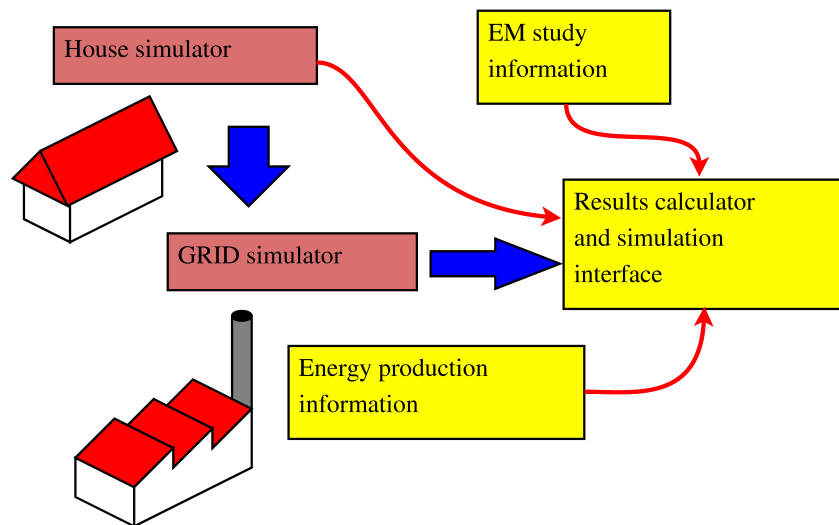 House simulator
EM study
information
Results calculator
and simulation
interface
GRID simulator
Energy production
information